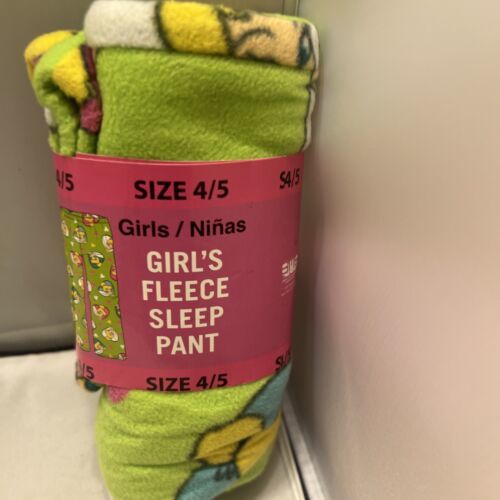 4/5 SIZE 4/5 S4/5
Girls / Niñas
GIRL'S
FLEECE
SLEEP
PANT
SIZE 4/5